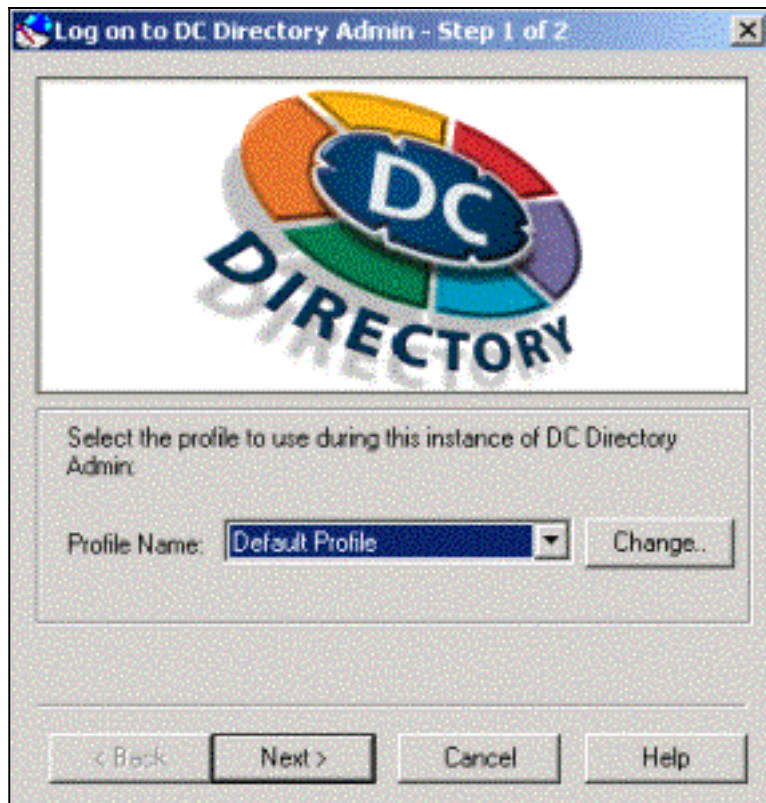 Log on to DC Directory Admin - Step 1 of 2
DC
DIRECTORY
Select the profile to use during this instance of DC Directory
Admin:
Profile Name: Default Profile Change..
< Back Next > Cancel Help